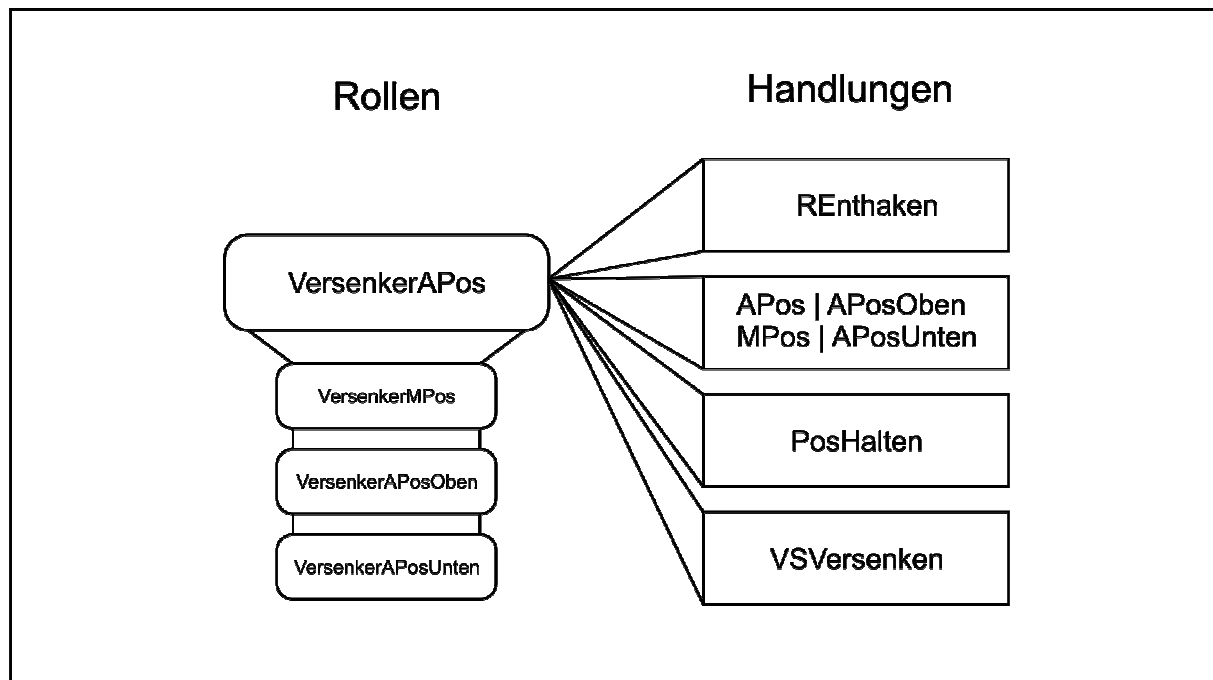 Rollen
Handlungen
VersenkerAPos
VersenkerMPos
VersenkerAPosOben
VersenkerAPosUnten
REnthaken
APos | APosOben
MPos | APosUnten
PosHalten
VSVersenken